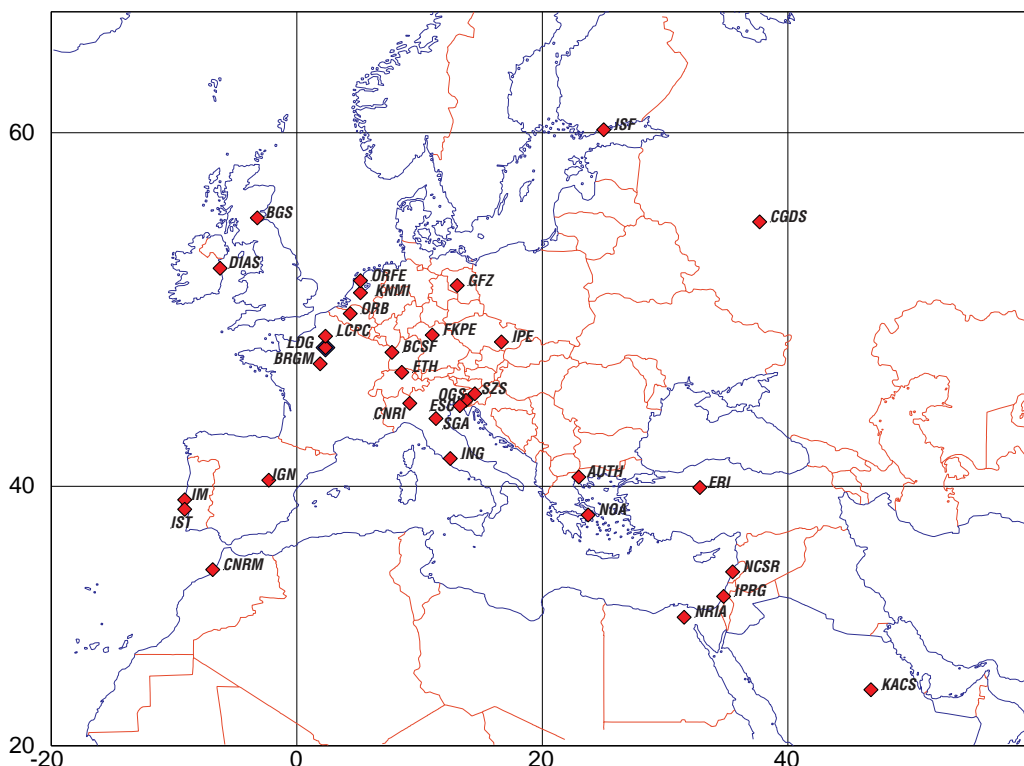 60
ISF
BGS
CGDS
DIAS
ORFE
GFZ
KNMI
ORB
LCPC
FKPE
LDG
IPE
BCSF
BRGM
ETH
SZS
OGS
CNRI
SGA
ING
IGN
AUTH
40
IM
ERI
IST
NOA
CNRM
NCSR
IPRG
NRIA
KACS
20
-20
0
20
40